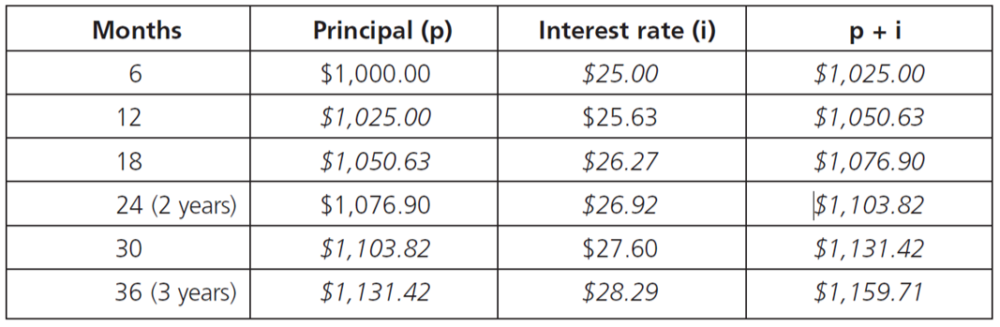 Months Principal (p) Interest rate (i) p + i
6 $1,000.00 $25.00 $1,025.00
12 $1,025.00 $25.63 $1,050.63
18 $1,050.63 $26.27 $1,076.90
24 (2 years) $1,076.90 $26.92 $1,103.82
30 $1,103.82 $27.60 $1,131.42
36 (3 years) $1,131.42 $28.29 $1,159.71